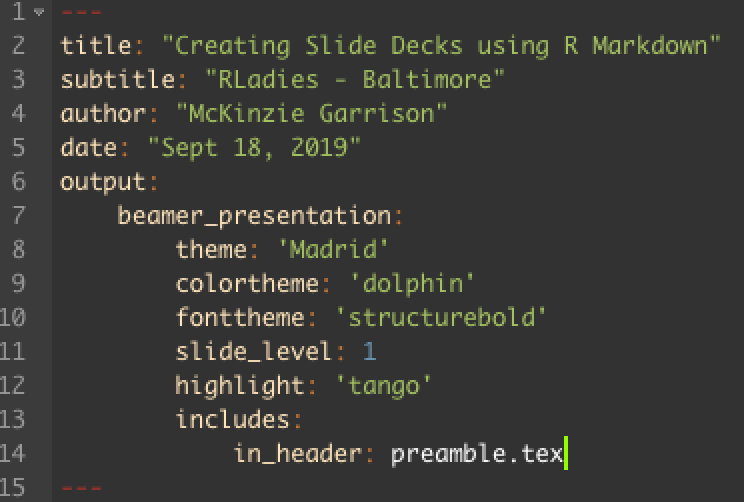 1 ---
2 title: "Creating Slide Decks using R Markdown"
3 subtitle: "RLadies - Baltimore"
4 author: "McKinzie Garrison"
5 date: "Sept 18, 2019"
6 output:
7     beamer_presentation:
8         theme: 'Madrid'
9         colortheme: 'dolphin'
10         fonttheme: 'structurebold'
11         slide_level: 1
12         highlight: 'tango'
13         includes:
14             in_header: preamble.tex
15 ---